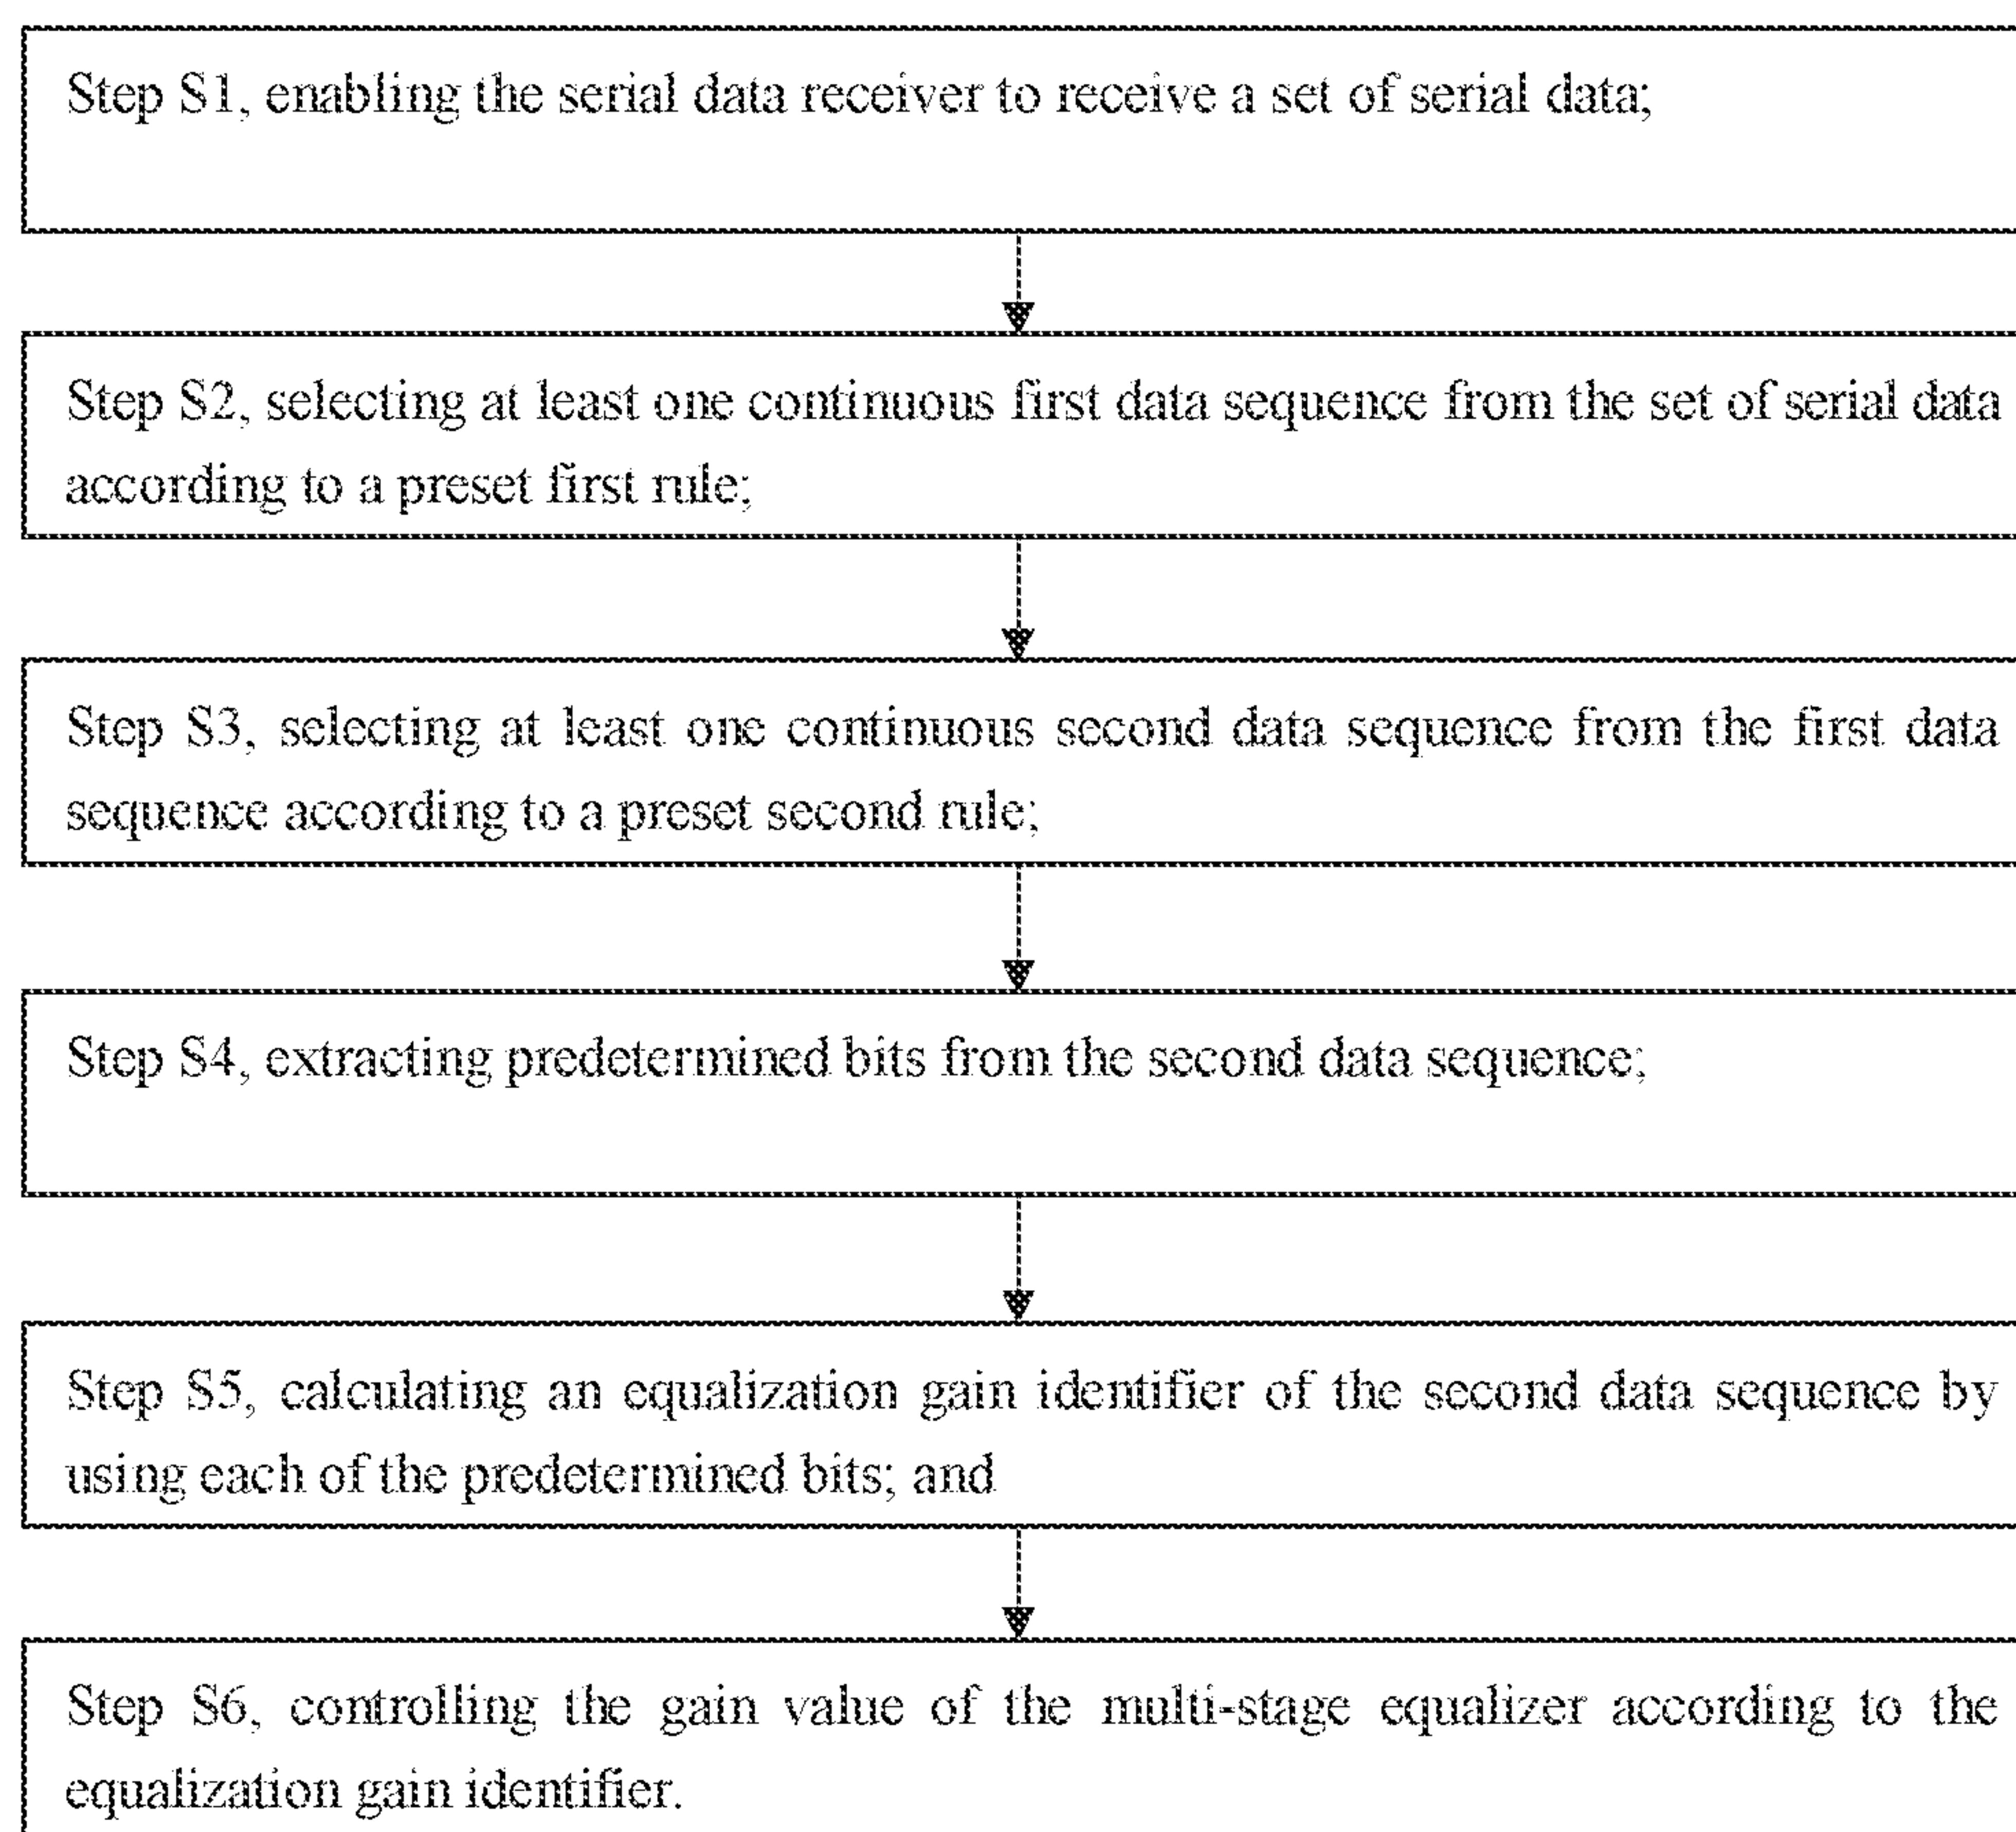 Step S1, enabling the serial data receiver to receive a set of serial data;
Step S2, selecting at least one continuous first data sequence from the set of serial data
according to a preset first rule;
Step S3, selecting at least one continuous second data sequence from the first data
sequence according to a preset second rule;
Step S4, extracting predetermined bits from the second data sequence;
Step S5, calculating an equalization gain identifier of the second data sequence by
using each of the predetermined bits; and
Step S6, controlling the gain value of the multi-stage equalizer according to the
equalization gain identifier.